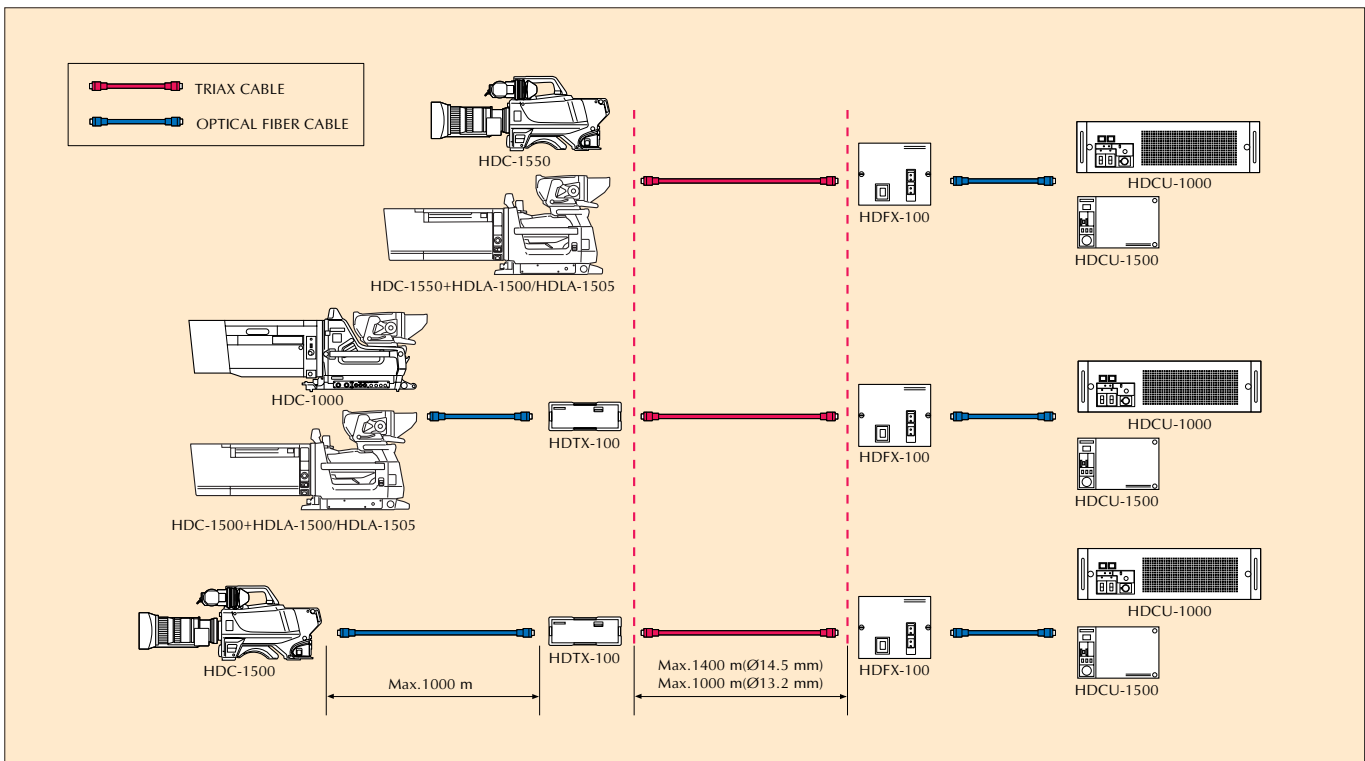 TRIAX CABLE
OPTICAL FIBER CABLE
HDC-1550
HDFX-100
HDCU-1000
HDCU-1500
HDC-1550+HDLA-1500/HDLA-1505
HDC-1000
HDTX-100
HDFX-100
HDCU-1000
HDCU-1500
HDC-1500+HDLA-1500/HDLA-1505
HDC-1500
HDTX-100
HDFX-100
HDCU-1000
HDCU-1500
Max.1000 m
Max.1400 m(Ø14.5 mm)
Max.1000 m(Ø13.2 mm)